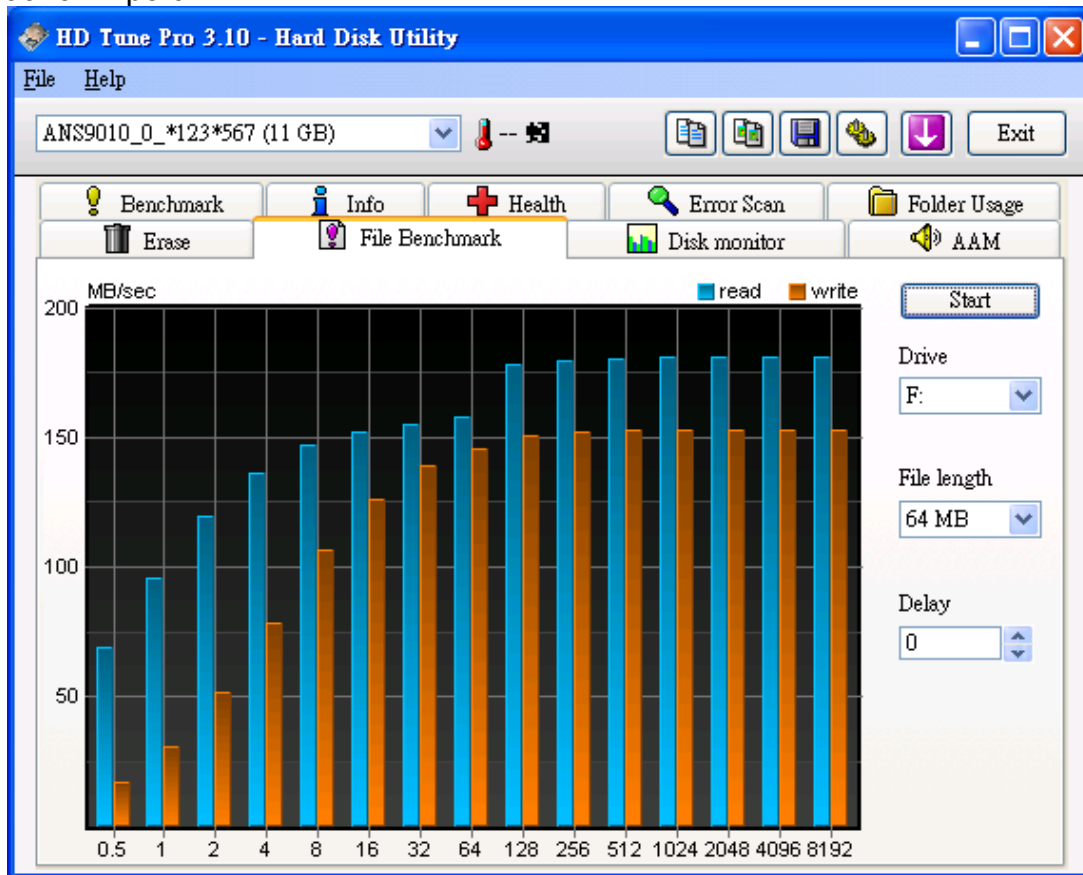 HD Tune Pro 3.10 - Hard Disk Utility
File Help
ANS9010_0_*123*567 (11 GB) -- Exit
Benchmark Info Health Error Scan Folder Usage
Erase File Benchmark Disk monitor AAM
MB/sec read write
200
150
100
50
0.5 1 2 4 8 16 32 64 128 256 512 1024 2048 4096 8192
Start
Drive
F:
File length
64 MB
Delay
0